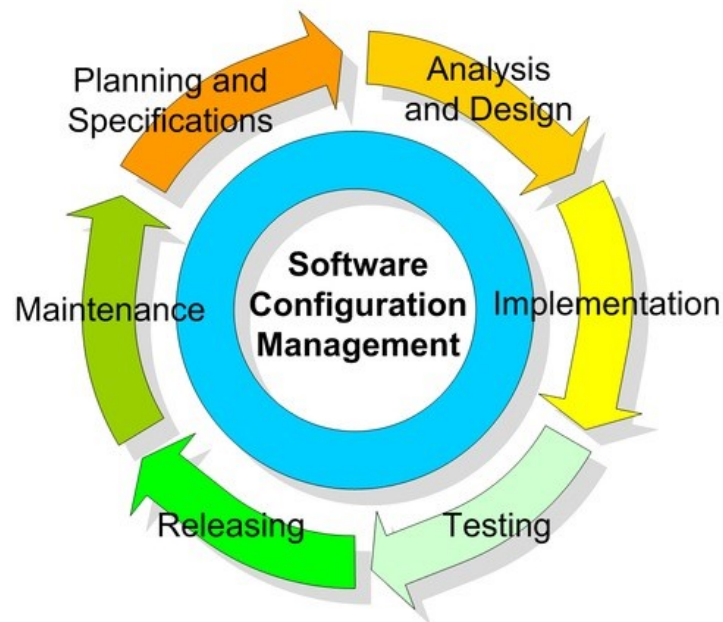 Planning and
Specifications
Analysis
and Design
Software
Configuration
Management
Implementation
Maintenance
Releasing
Testing